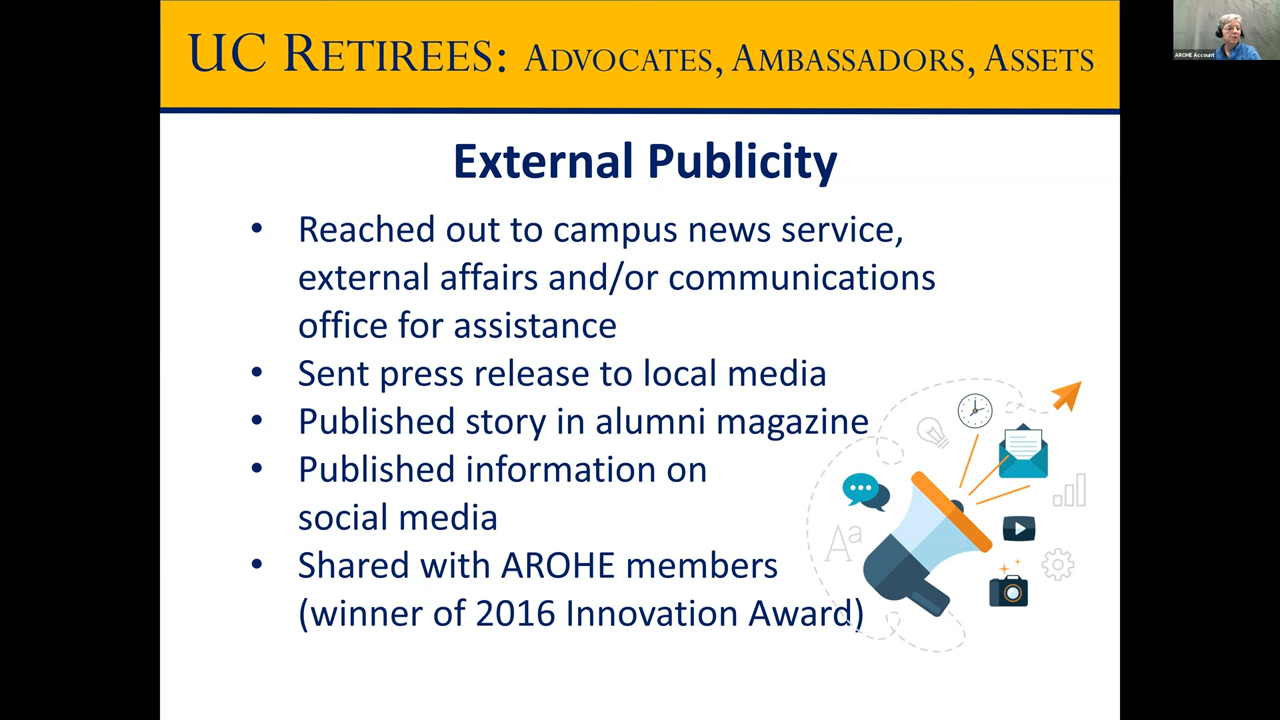 UC RETIREES: ADVOCATES, AMBASSADORS, ASSETS
AROHE Account
External Publicity
• Reached out to campus news service,
external affairs and/or communications
office for assistance
• Sent press release to local media
• Published story in alumni magazine
• Published information on
social media
• Shared with AROHE members
(winner of 2016 Innovation Award)
Aa